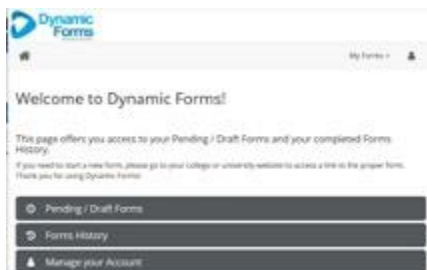 Dynamic
Forms
My Forms
Welcome to Dynamic Forms!
This page offers you access to your Pending / Draft Forms and your completed Forms
History.
If you need to start a new form, please go to your college or university website to access a link to the proper form.
Thank you for using Dynamic Forms!
Pending / Draft Forms
Forms History
Manage your Account